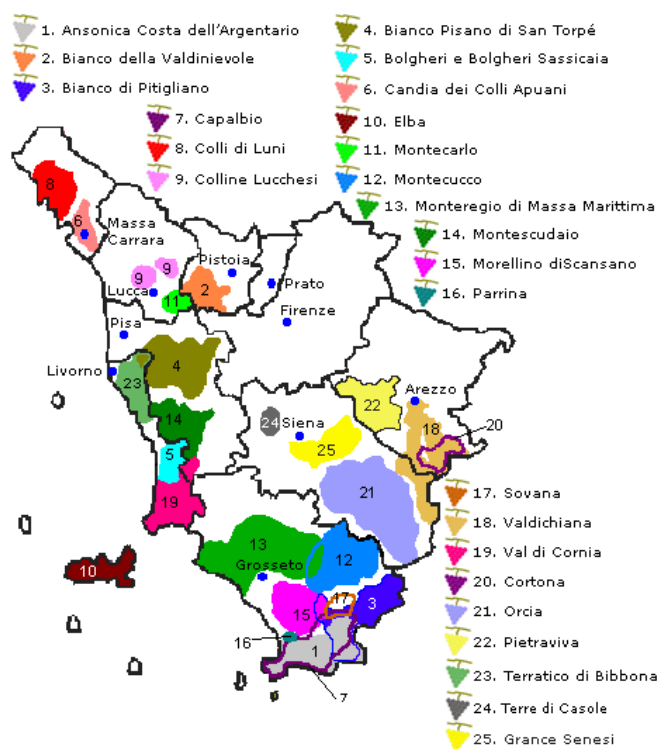 1. Ansonica Costa dell'Argentario
2. Bianco della Valdinievole
3. Bianco di Pitigliano
4. Bianco Pisano di San Torpé
5. Bolgheri e Bolgheri Sassicaia
6. Candia dei Colli Apuani
7. Capalbio
8. Colli di Luni
9. Colline Lucchesi
10. Elba
11. Montecarlo
12. Montecucco
13. Monteregio di Massa Marittima
14. Montescudaio
15. Morellino diScansano
16. Parrina
8
6
Massa
Carrara
Pistoia
9
9
Lucca
2
Prato
11
Firenze
Pisa
Livorno
4
23
Arezzo
22
24
Siena
18
20
14
25
5
21
19
17. Sovana
18. Valdichiana
19. Val di Cornia
20. Cortona
21. Orcia
22. Pietraviva
23. Terratico di Bibbona
24. Terre di Casole
25. Grance Senesi
13
12
Grosseto
10
17
3
15
16
1
7